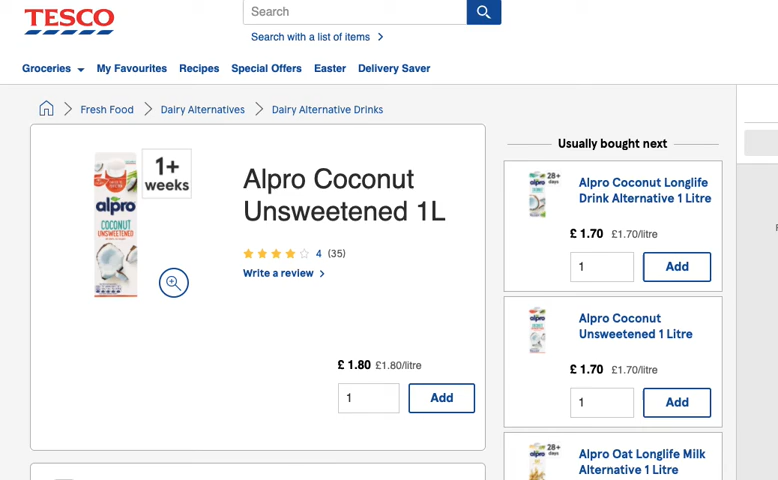 TESCO
Search
Search with a list of items
Groceries My Favourites Recipes Special Offers Easter Delivery Saver
Fresh Food Dairy Alternatives Dairy Alternative Drinks
1+
weeks
alpro
COCONUT
UNSWEETENED
Alpro Coconut
Unsweetened 1L
4 (35)
Write a review
£ 1.80 £1.80/litre
1 Add
Usually bought next
28+
days
alpro
Alpro Coconut Longlife
Drink Alternative 1 Litre
£ 1.70 £1.70/litre
1 Add
alpro
Alpro Coconut
Unsweetened 1 Litre
£ 1.70 £1.70/litre
1 Add
28+
days
alpro
Alpro Oat Longlife Milk
Alternative 1 Litre